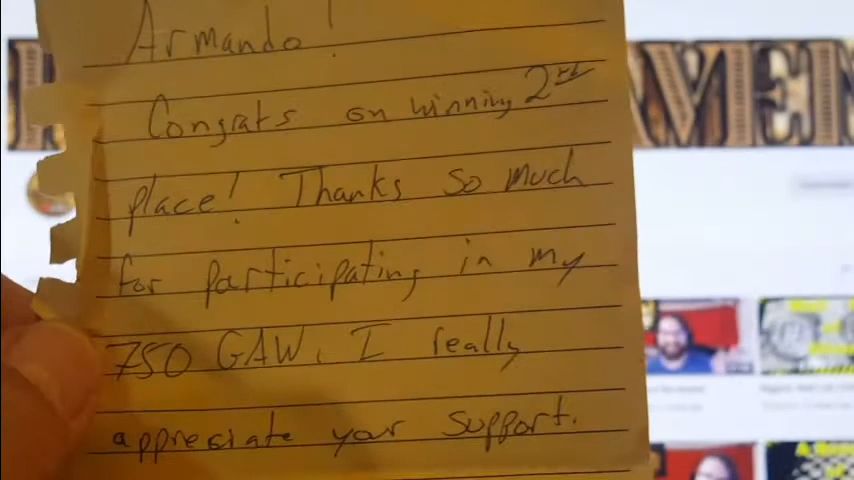 Armando!
Congrats on winning 2nd
place! Thanks so much
for participating in my
750 GAW. I really
appreciate your support.